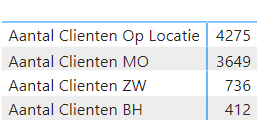 Aantal Clienten Op Locatie 4275
Aantal Clienten MO 3649
Aantal Clienten ZW 736
Aantal Clienten BH 412